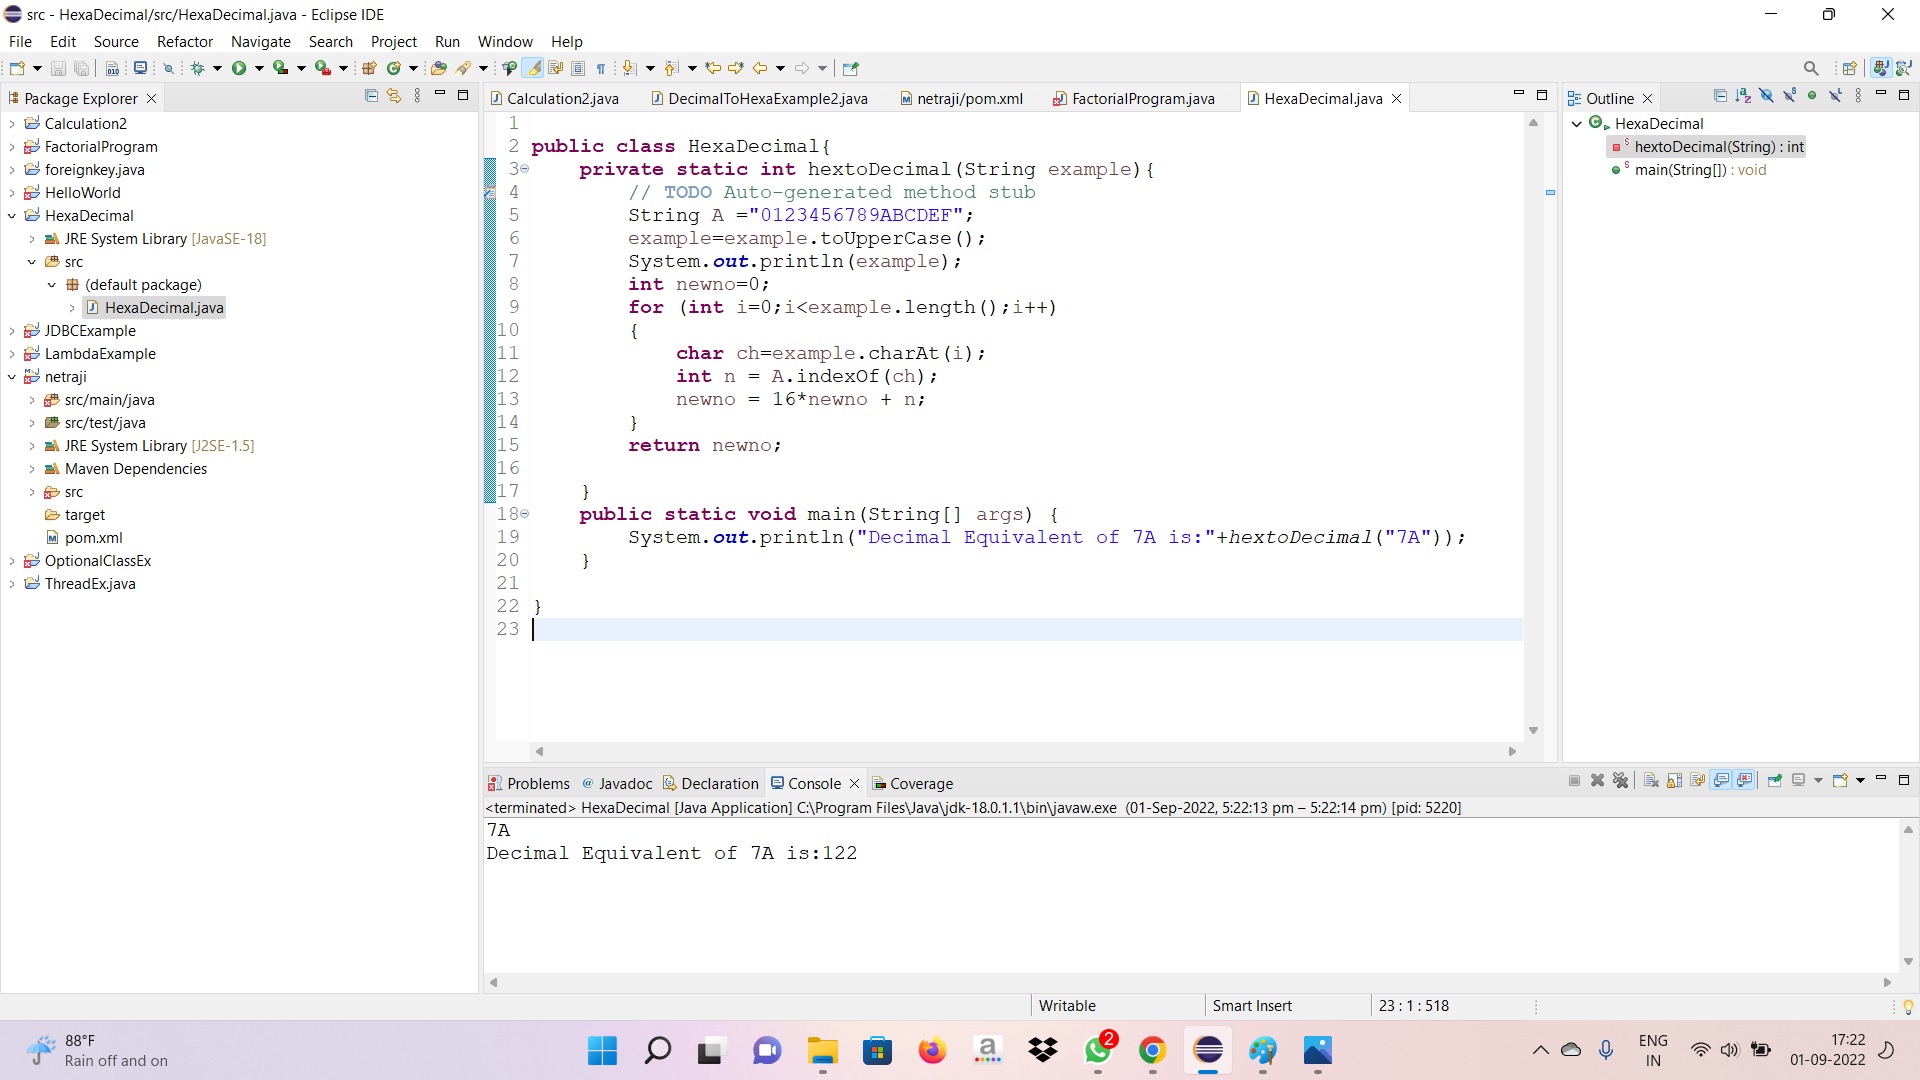 src - HexaDecimal/src/HexaDecimal.java - Eclipse IDE
File Edit Source Refactor Navigate Search Project Run Window Help
Package Explorer
Calculation2
FactorialProgram
foreignkey.java
HelloWorld
HexaDecimal
JRE System Library [JavaSE-18]
src
(default package)
HexaDecimal.java
JDBCExample
LambdaExample
netraji
src/main/java
src/test/java
JRE System Library [J2SE-1.5]
Maven Dependencies
src
target
pom.xml
OptionalClassEx
ThreadEx.java
Calculation2.java DecimalToHexaExample2.java netraji/pom.xml FactorialProgram.java HexaDecimal.java
1
2 public class HexaDecimal{
3 private static int hextoDecimal(String example){
4 // TODO Auto-generated method stub
5 String A ="0123456789ABCDEF";
6 example=example.toUpperCase();
7 System.out.println(example);
8 int newno=0;
9 for (int i=0;i<example.length();i++)
10 {
11 char ch=example.charAt(i);
12 int n = A.indexOf(ch);
13 newno = 16*newno + n;
14 }
15 return newno;
16
17 }
18 public static void main(String[] args) {
19 System.out.println("Decimal Equivalent of 7A is:"+hextoDecimal("7A"));
20 }
21
22 }
23
Outline
HexaDecimal
hextoDecimal(String) : int
main(String[]) : void
Problems @ Javadoc Declaration Console Coverage
<terminated> HexaDecimal [Java Application] C:\Program Files\Java\jdk-18.0.1.1\bin\javaw.exe (01-Sep-2022, 5:22:13 pm – 5:22:14 pm) [pid: 5220]
7A
Decimal Equivalent of 7A is:122
Writable Smart Insert 23 : 1 : 518
88°F
Rain off and on
2
ENG
IN
17:22
01-09-2022